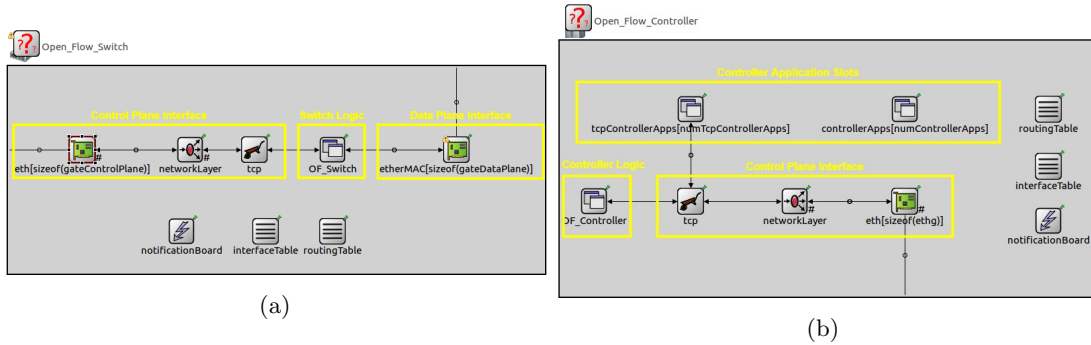 Open_Flow_Switch
Control Plane Interface
Switch Logic
Data Plane Interface
eth[sizeof(gateControlPlane)]
networkLayer
tcp
OF_Switch
etherMAC[sizeof(gateDataPlane)]
notificationBoard
interfaceTable
routingTable
(a)
Open_Flow_Controller
Controller Application Slots
tcpControllerApps[numTcpControllerApps]
controllerApps[numControllerApps]
routingTable
Controller Logic
Control Plane Interface
interfaceTable
OF_Controller
tcp
networkLayer
eth[sizeof(ethg)]
notificationBoard
(b)